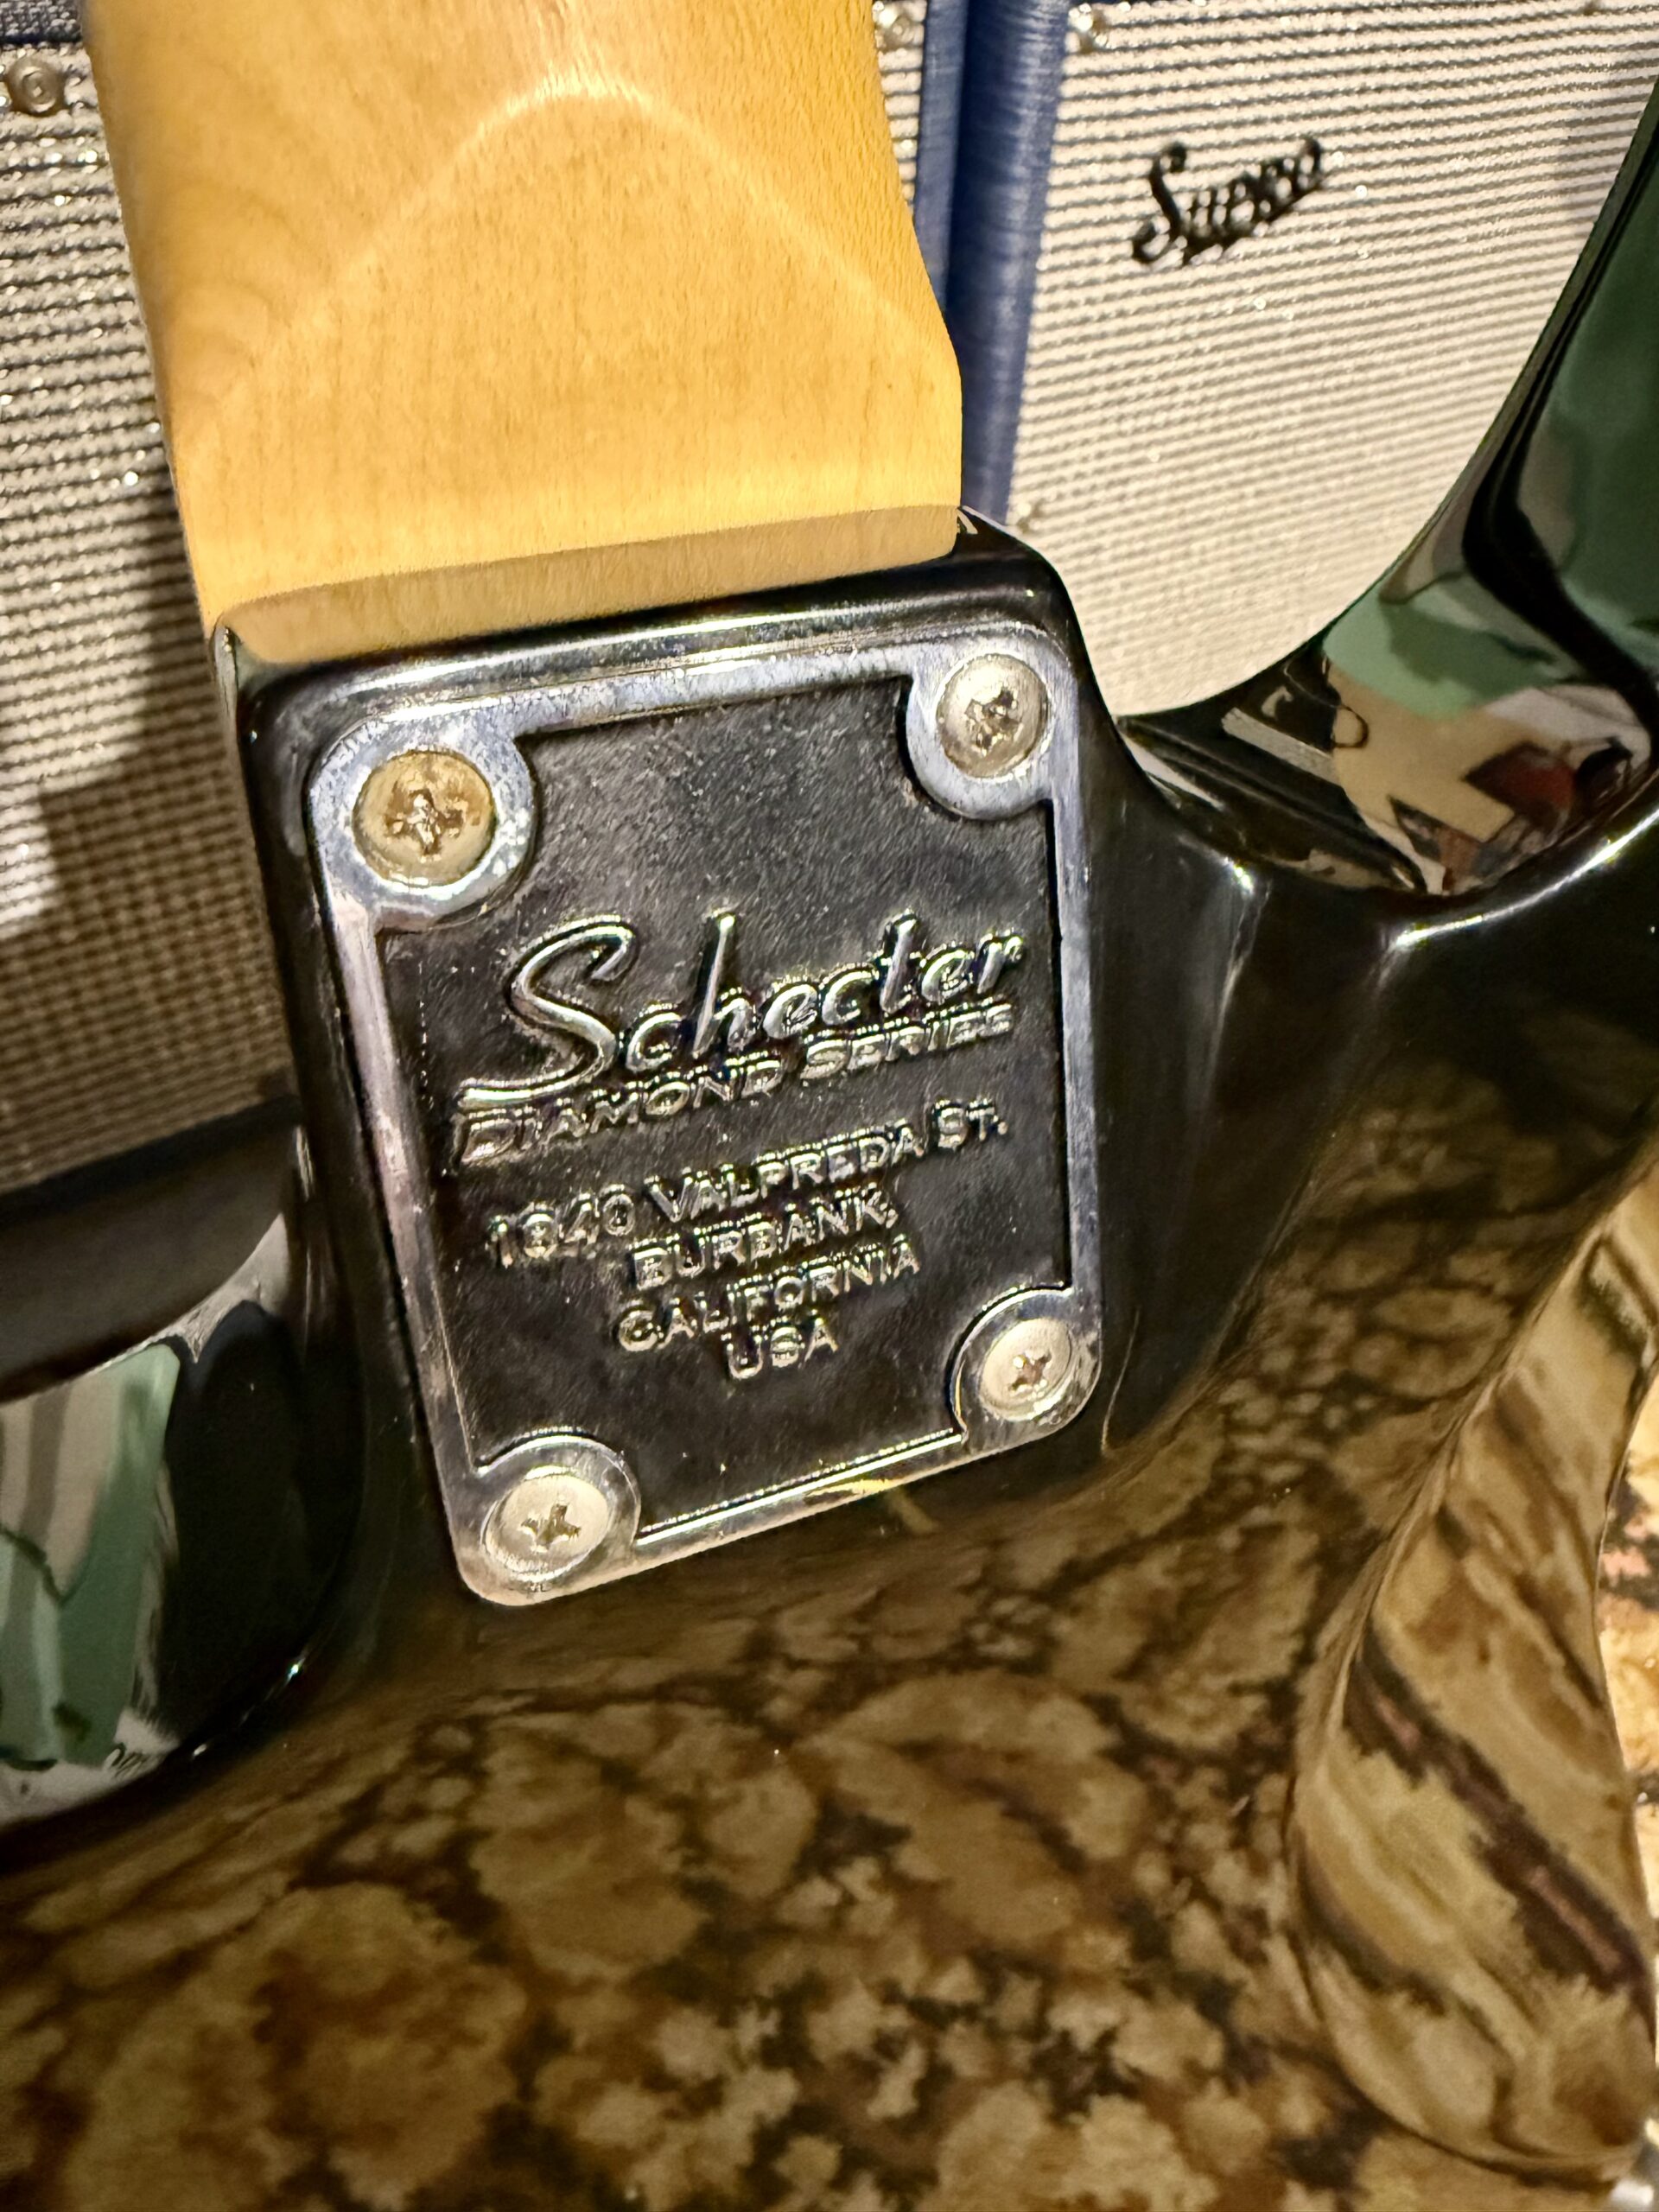 Supro
Schecter
DIAMOND SERIES
1840 VALPREDA ST.
BURBANK,
CALIFORNIA
USA